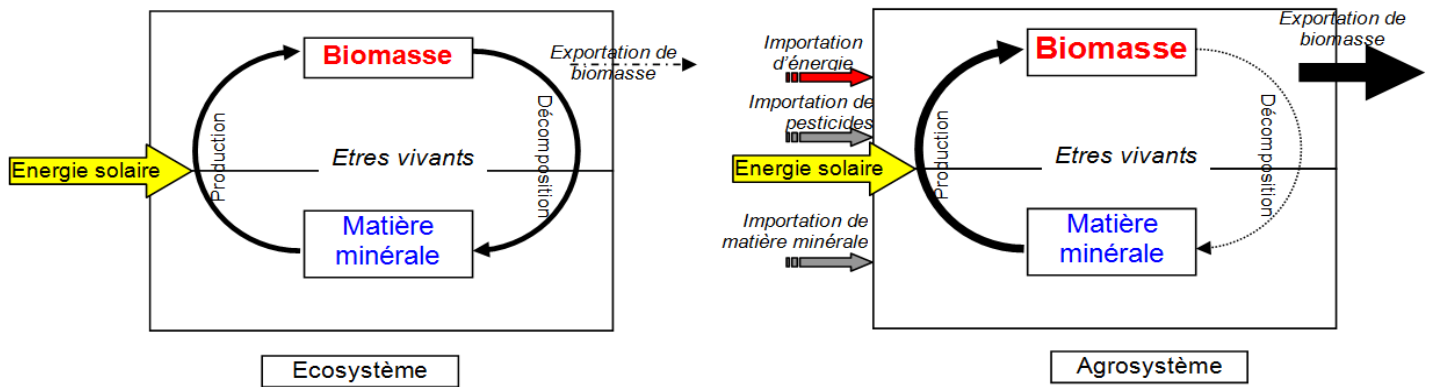 Biomasse
Exportation de
biomasse
Production
Décomposition
Etres vivants
Energie solaire
Matière
minérale
Ecosystème
Importation
d'énergie
Importation de
pesticides
Energie solaire
Importation de
matière minérale
Biomasse
Exportation de
biomasse
Production
Décomposition
Etres vivants
Matière
minérale
Agrosystème